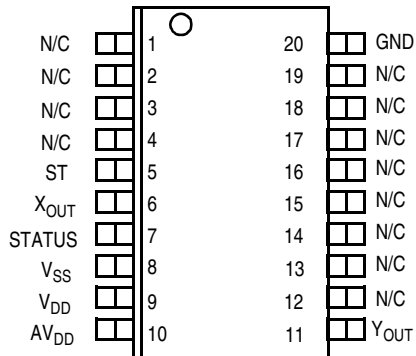 N/C 1 20 GND
N/C 2 19 N/C
N/C 3 18 N/C
N/C 4 17 N/C
ST 5 16 N/C
XOUT 6 15 N/C
STATUS 7 14 N/C
VSS 8 13 N/C
VDD 9 12 N/C
AVDD 10 11 YOUT